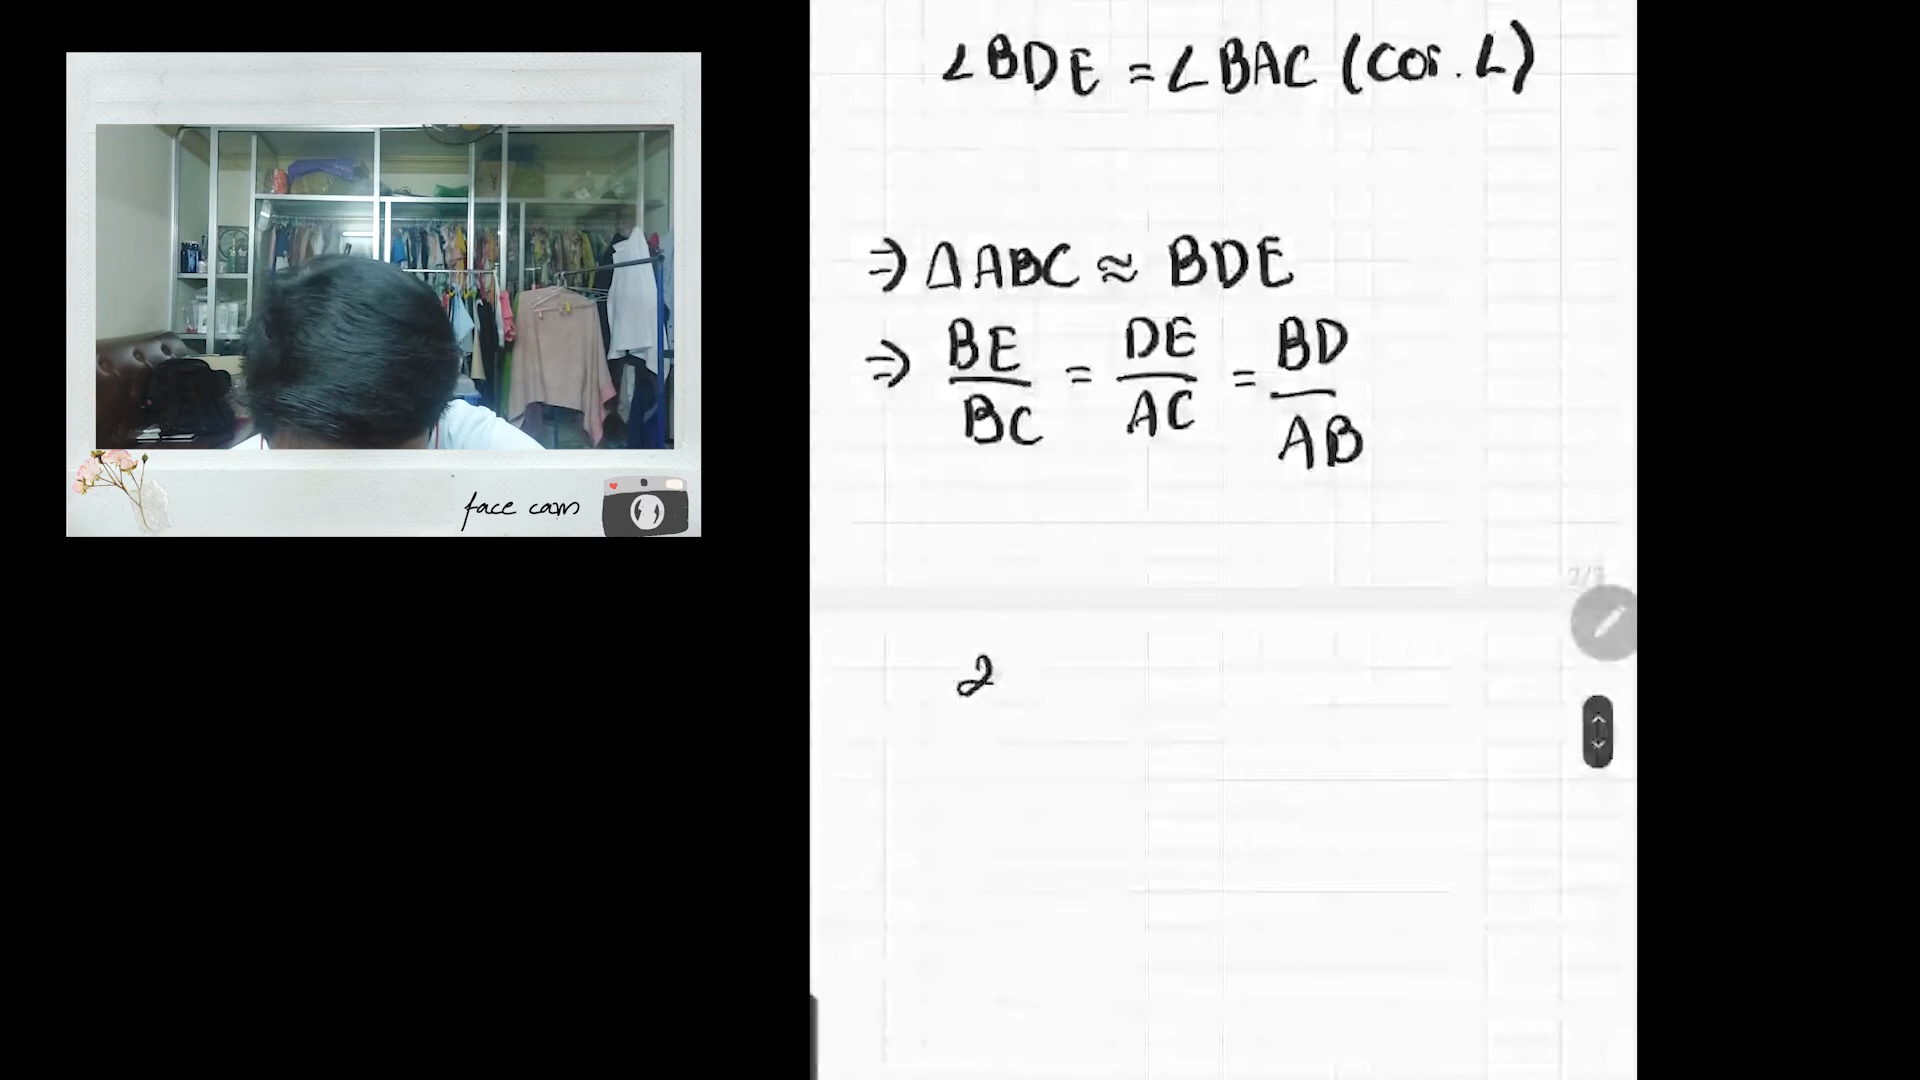 ∠BDE = ∠BAC (cor. ∠)
⇒ ΔABC ≈ BDE
⇒ BE/BC = DE/AC = BD/AB
2
face cam